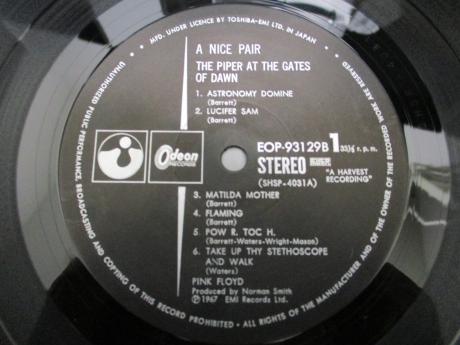 MFD. UNDER LICENCE BY TOSHIBA-EMI LTD. IN JAPAN
UNAUTHORIZED PUBLIC PERFORMANCE, BROADCASTING AND COPYING OF THIS RECORD PROHIBITED · ALL RIGHTS OF THE MANUFACTURER AND OF THE OWNER OF THE RECORDED WORK ARE RESERVED
A NICE PAIR
THE PIPER AT THE GATES
OF DAWN
1. ASTRONOMY DOMINE
(Barrett)
2. LUCIFER SAM
(Barrett)
Odeon
RECORDS
EOP-93129B 1 33⅓ r. p. m.
STEREO
(SHSP-4031A)
"A HARVEST
RECORDING"
3. MATILDA MOTHER
(Barrett)
4. FLAMING
(Barrett)
5. POW R. TOC H.
(Barrett-Waters-Wright-Mason)
6. TAKE UP THY STETHOSCOPE
AND WALK
(Waters)
PINK FLOYD
Produced by Norman Smith
Ⓟ1967 EMI Records Ltd.